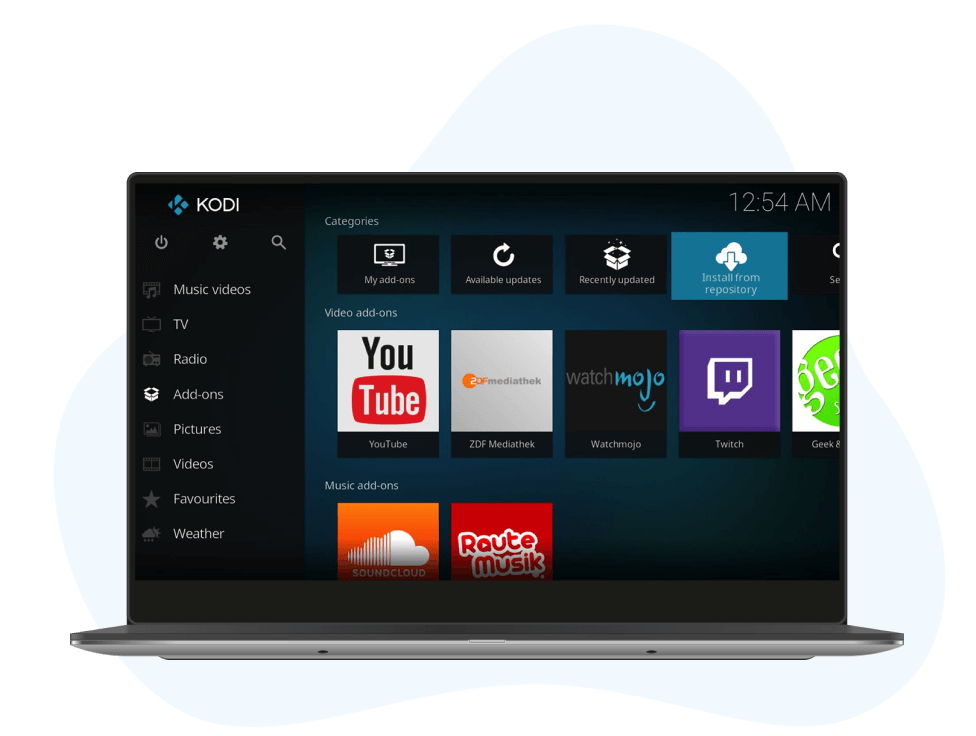 KODI
12:54 AM
Music videos
TV
Radio
Add-ons
Pictures
Videos
Favourites
Weather
Categories
My add-ons
Available updates
Recently updated
Install from
repository
Se
Video add-ons
You
Tube
ZDFmediathek
watchmojo
gee
YouTube
ZDF Mediathek
Watchmojo
Twitch
Geek &
Music add-ons
SOUNDCLOUD
Raute
Musik